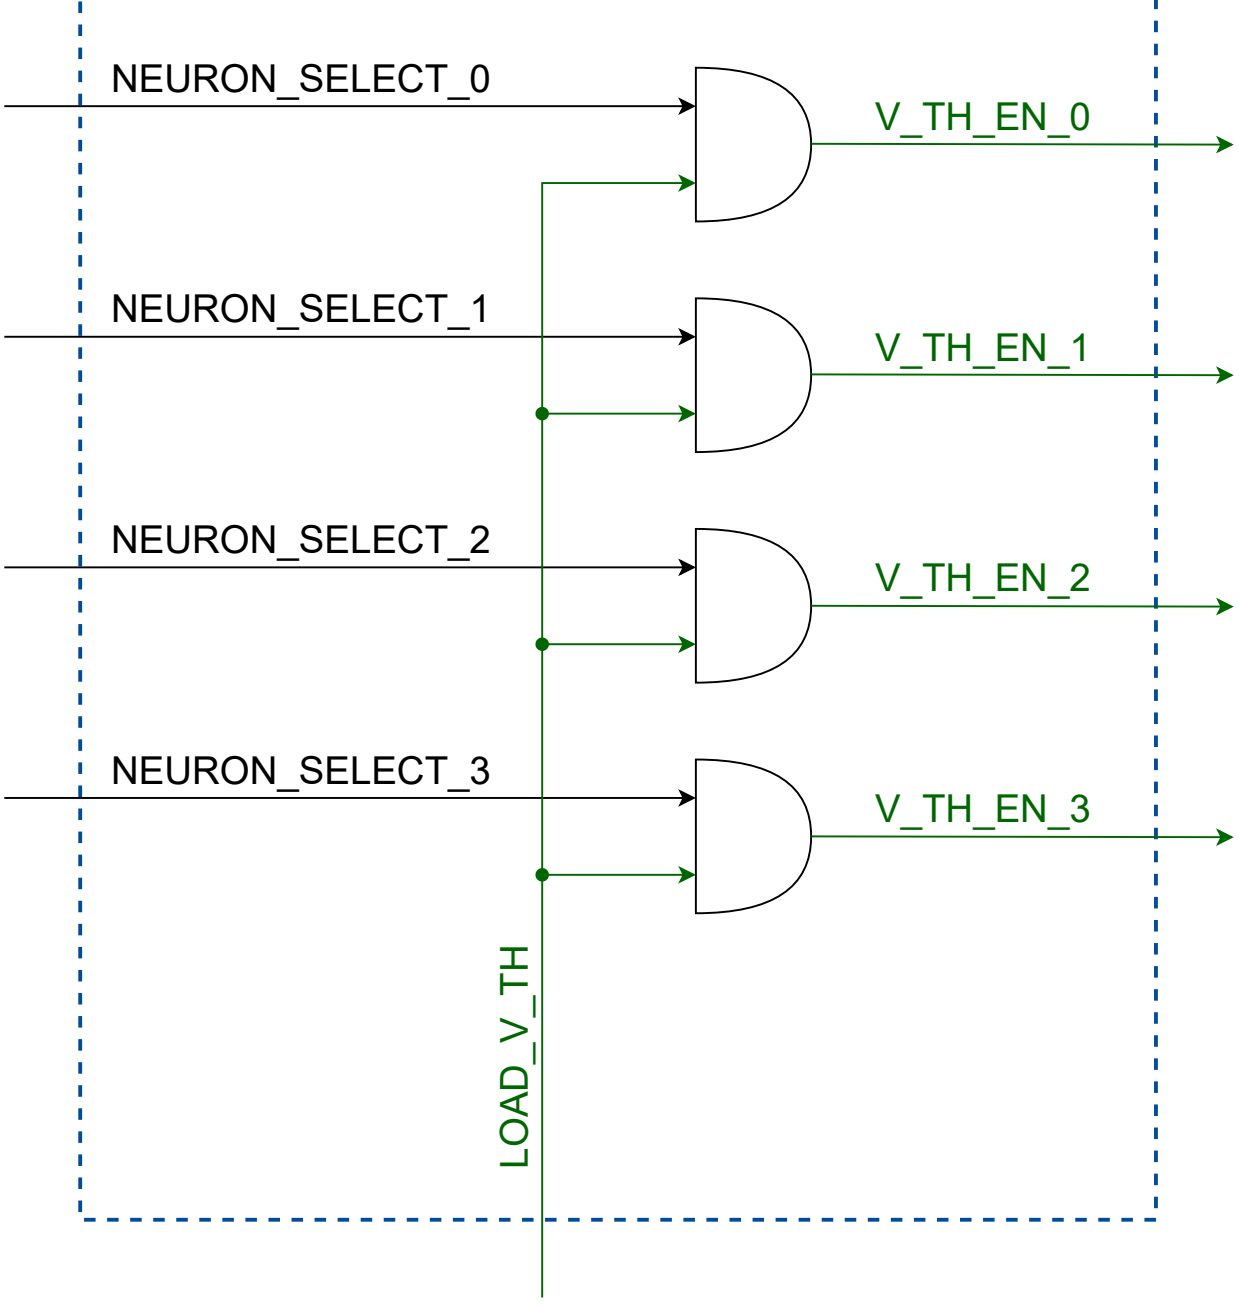 NEURON_SELECT_0
V_TH_EN_0
NEURON_SELECT_1
V_TH_EN_1
NEURON_SELECT_2
V_TH_EN_2
NEURON_SELECT_3
V_TH_EN_3
LOAD_V_TH